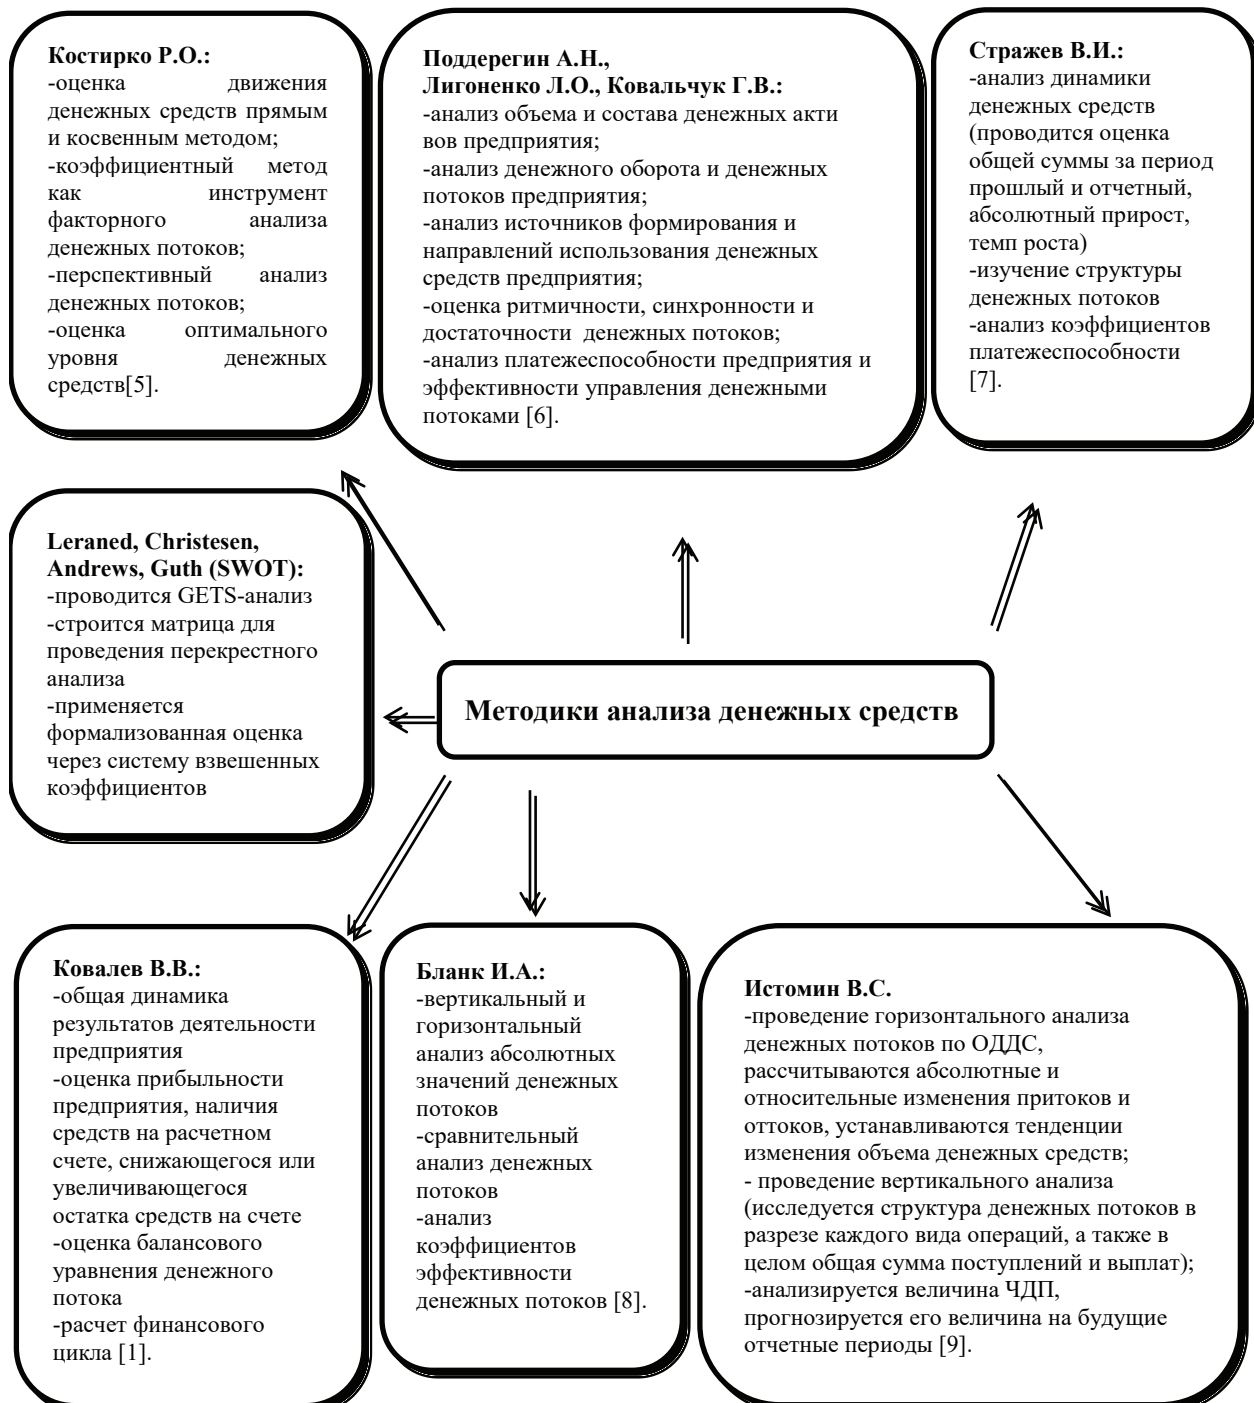 Костирко Р.О.:
-оценка движения
денежных средств прямым
и косвенным методом;
-коэффициентный метод
как инструмент
факторного анализа
денежных потоков;
-перспективный анализ
денежных потоков;
-оценка оптимального
уровня денежных
средств[5].
Поддерегин А.Н.,
Лигоненко Л.О., Ковальчук Г.В.:
-анализ объема и состава денежных акти
вов предприятия;
-анализ денежного оборота и денежных
потоков предприятия;
-анализ источников формирования и
направлений использования денежных
средств предприятия;
-оценка ритмичности, синхронности и
достаточности денежных потоков;
-анализ платежеспособности предприятия и
эффективности управления денежными
потоками [6].
Стражев В.И.:
-анализ динамики
денежных средств
(проводится оценка
общей суммы за период
прошлый и отчетный,
абсолютный прирост,
темп роста)
-изучение структуры
денежных потоков
-анализ коэффициентов
платежеспособности
[7].
Leraned, Christesen,
Andrews, Guth (SWOT):
-проводится GETS-анализ
-строится матрица для
проведения перекрестного
анализа
-применяется
формализованная оценка
через систему взвешенных
коэффициентов
Методики анализа денежных средств
Ковалев В.В.:
-общая динамика
результатов деятельности
предприятия
-оценка прибыльности
предприятия, наличия
средств на расчетном
счете, снижающегося или
увеличивающегося
остатка средств на счете
-оценка балансового
уравнения денежного
потока
-расчет финансового
цикла [1].
Бланк И.А.:
-вертикальный и
горизонтальный
анализ абсолютных
значений денежных
потоков
-сравнительный
анализ денежных
потоков
-анализ
коэффициентов
эффективности
денежных потоков [8].
Истомин В.С.
-проведение горизонтального анализа
денежных потоков по ОДДС,
рассчитываются абсолютные и
относительные изменения притоков и
оттоков, устанавливаются тенденции
изменения объема денежных средств;
- проведение вертикального анализа
(исследуется структура денежных потоков в
разрезе каждого вида операций, а также в
целом общая сумма поступлений и выплат);
-анализируется величина ЧДП,
прогнозируется его величина на будущие
отчетные периоды [9].